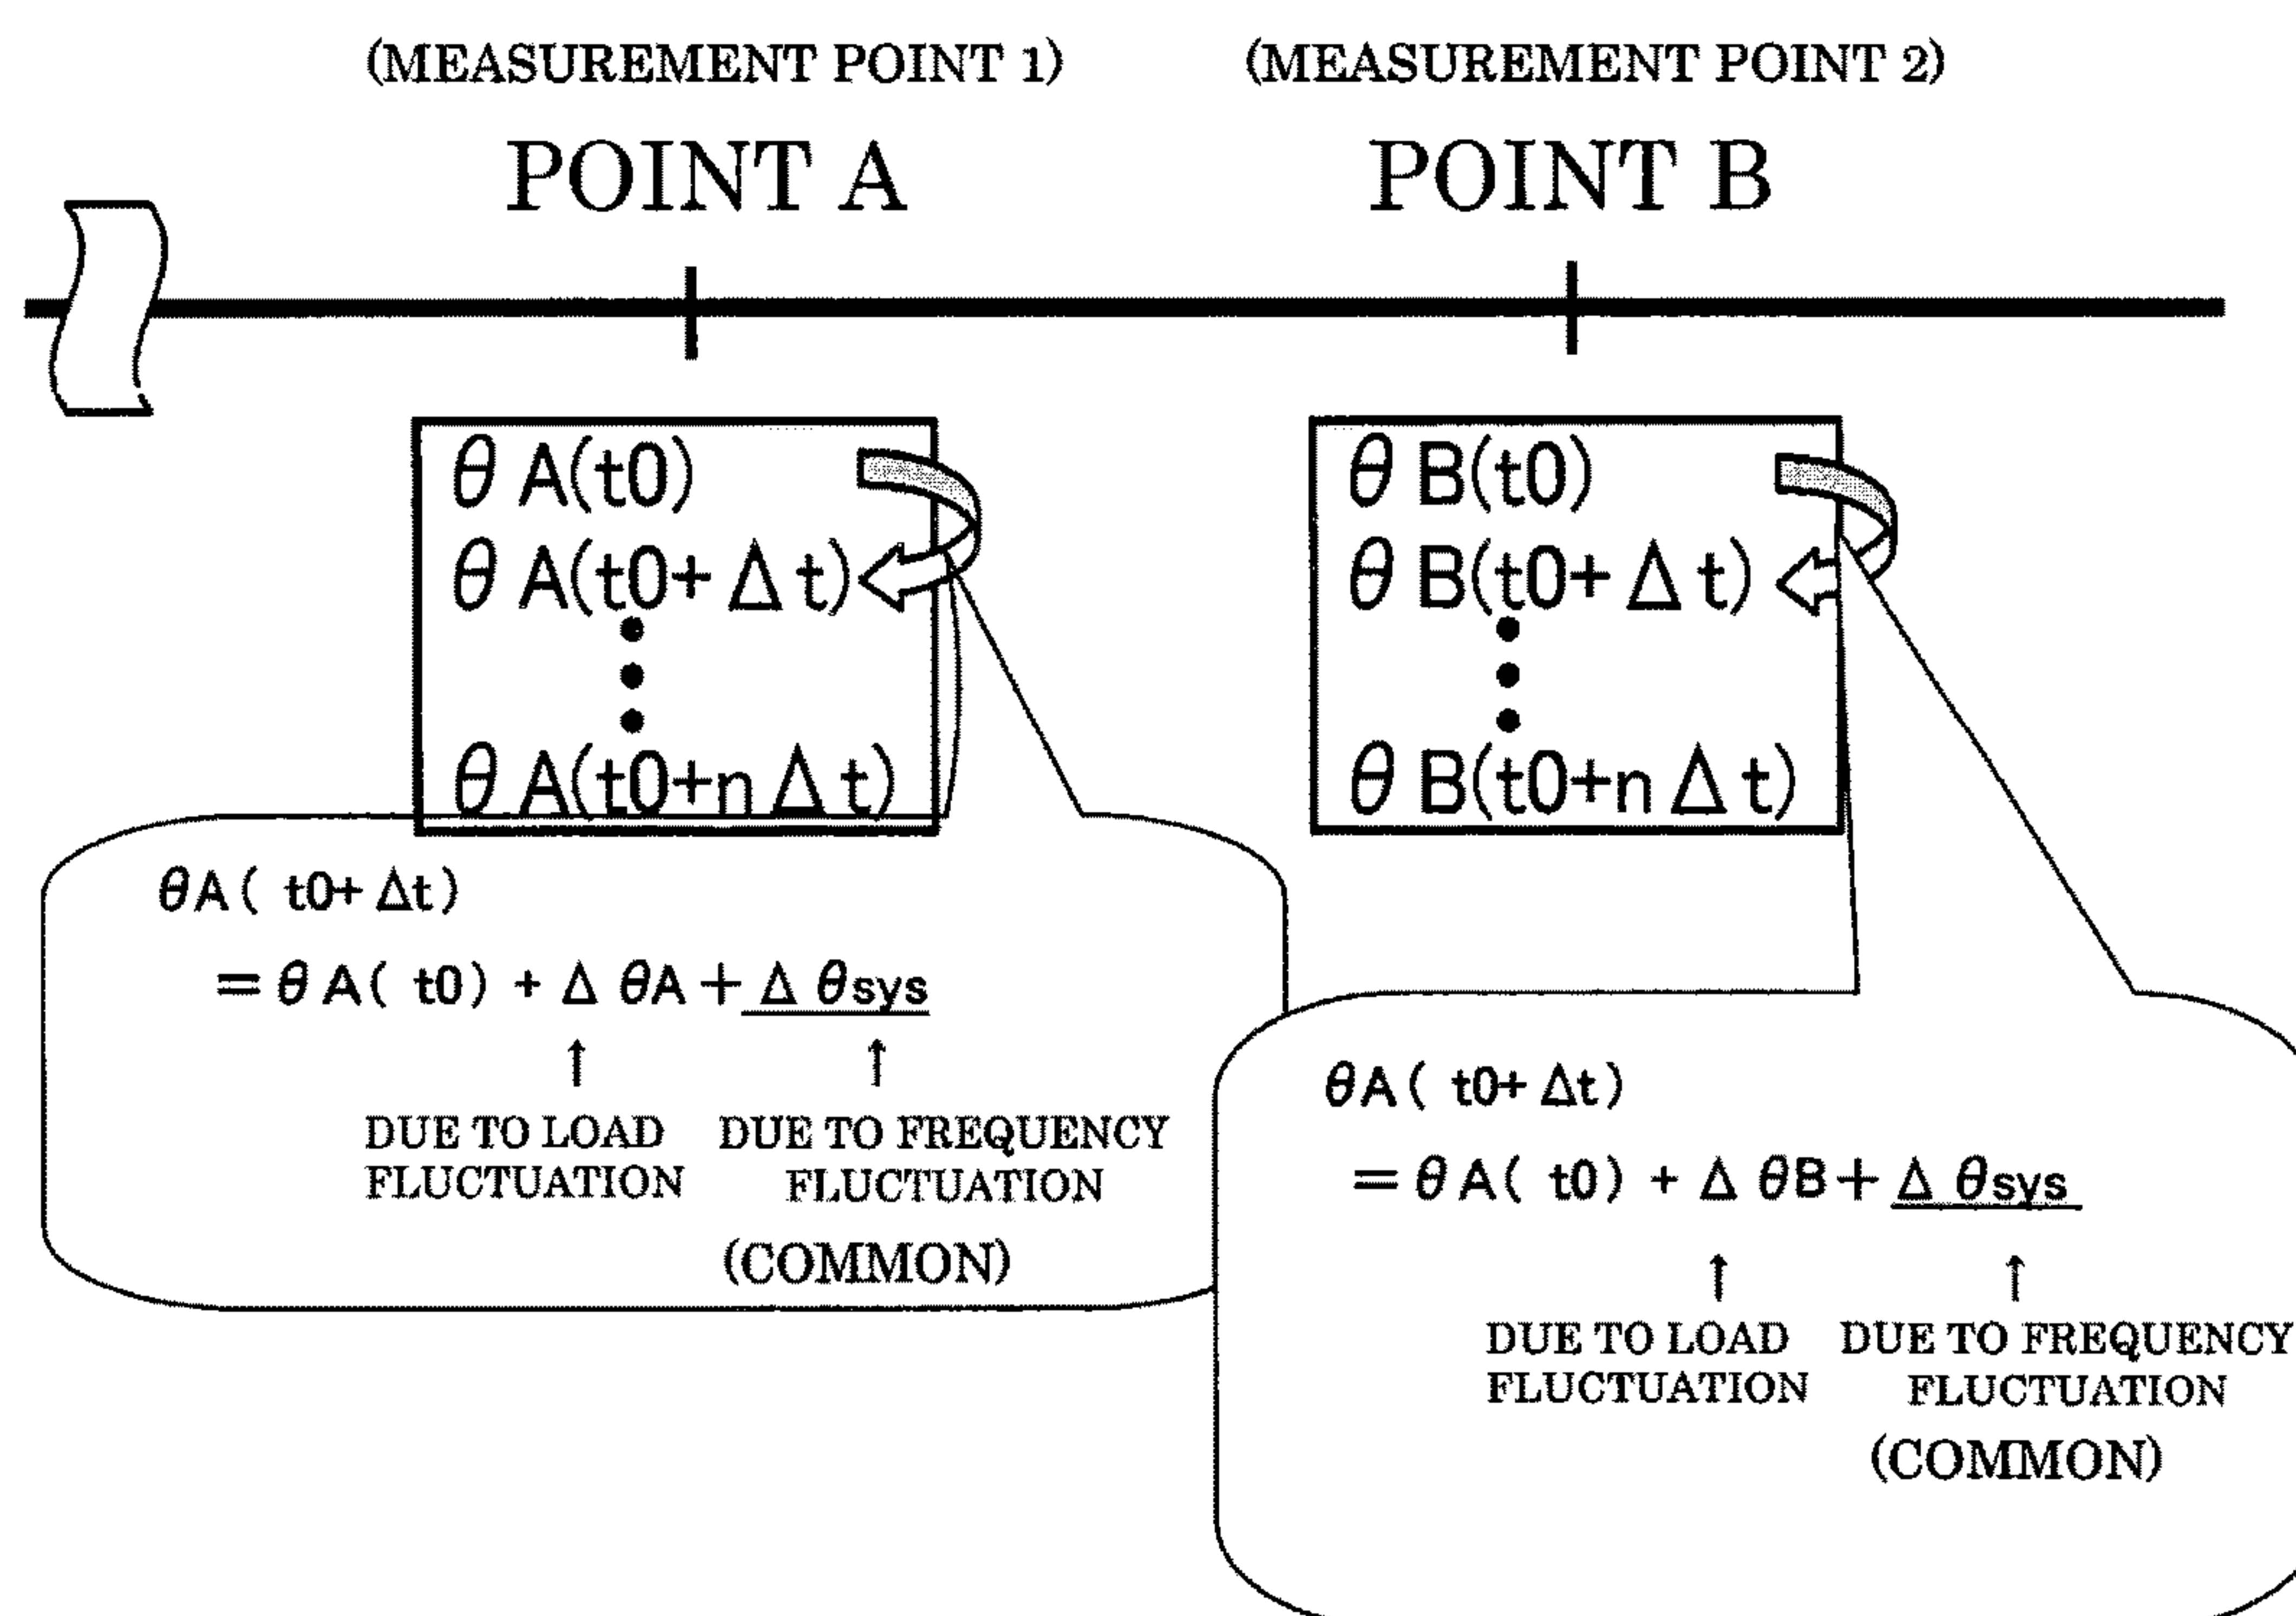 (MEASUREMENT POINT 1)
(MEASUREMENT POINT 2)
POINT A
POINT B
θ A(t0)
θ A(t0+ Δ t)
θ A(t0+n Δ t)
θ B(t0)
θ B(t0+ Δ t)
θ B(t0+n Δ t)
θA( t0+ Δt)
= θ A( t0) + Δ θA + Δ θsys
↑ ↑
DUE TO LOAD
FLUCTUATION
DUE TO FREQUENCY
FLUCTUATION
(COMMON)
θA( t0+ Δt)
= θ A( t0) + Δ θB + Δ θsys
↑ ↑
DUE TO LOAD
FLUCTUATION
DUE TO FREQUENCY
FLUCTUATION
(COMMON)